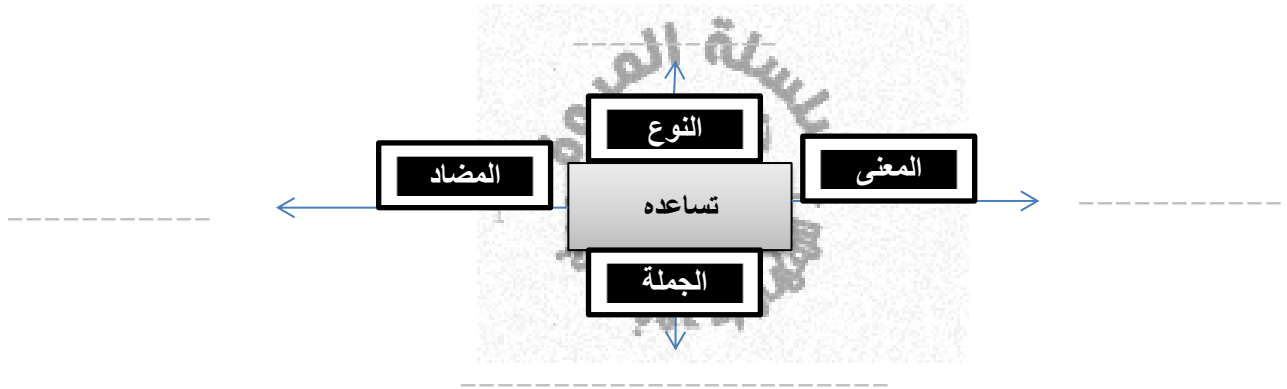 النوع
المعنى
المضاد
تساعده
الجملة